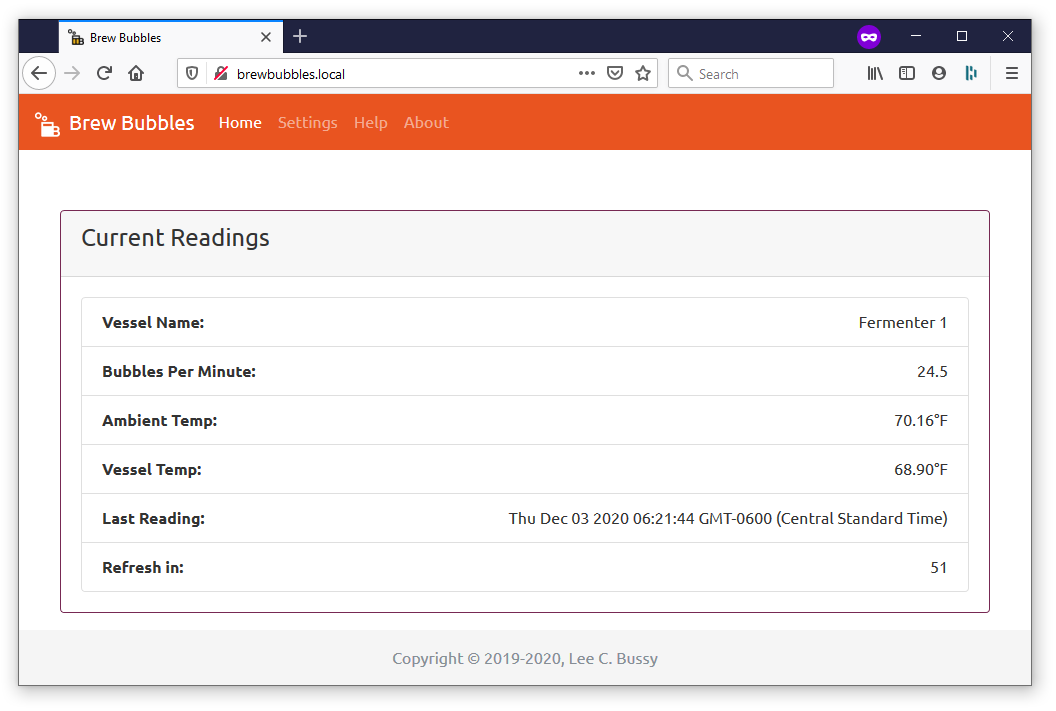 Brew Bubbles
brewbubbles.local
Search
Brew Bubbles Home Settings Help About
Current Readings
Vessel Name: Fermenter 1
Bubbles Per Minute: 24.5
Ambient Temp: 70.16°F
Vessel Temp: 68.90°F
Last Reading: Thu Dec 03 2020 06:21:44 GMT-0600 (Central Standard Time)
Refresh in: 51
Copyright © 2019-2020, Lee C. Bussy